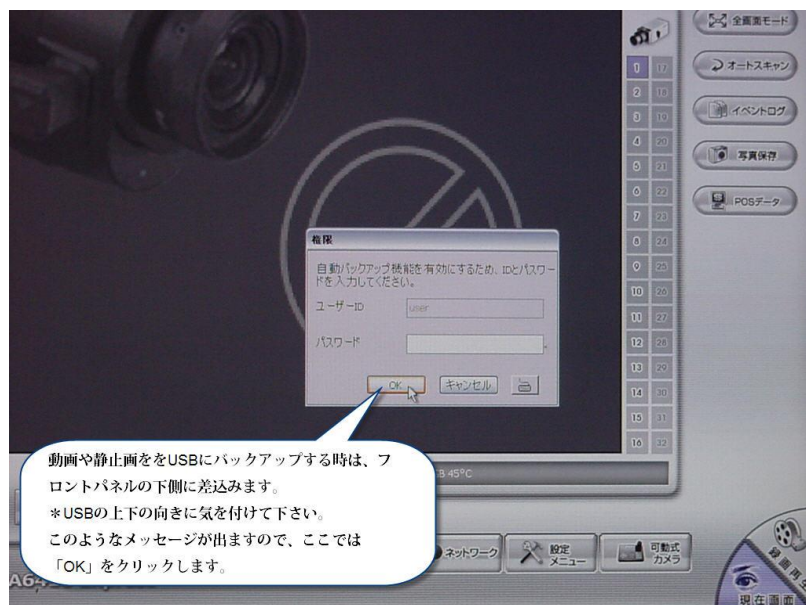 全画面モード
オートスキャン
イベントログ
写真保存
POSデータ
1 17
2 18
3 19
4 20
5 21
6 22
7 23
8 24
9 25
10 26
11 27
12 28
13 29
14 30
15 31
16 32
権限
自動バックアップ機能を有効にするため、IDとパスワー
ドを入力してください。
ユーザーID
user
パスワード
OK
キャンセル
動画や静止画ををUSBにバックアップする時は、フ
ロントパネルの下側に差込みます。
＊USBの上下の向きに気を付けて下さい。
このようなメッセージが出ますので、ここでは
「OK」をクリックします。
45°C
ネットワーク
設定
メニュー
可動式
カメラ
録画再生
現在画面